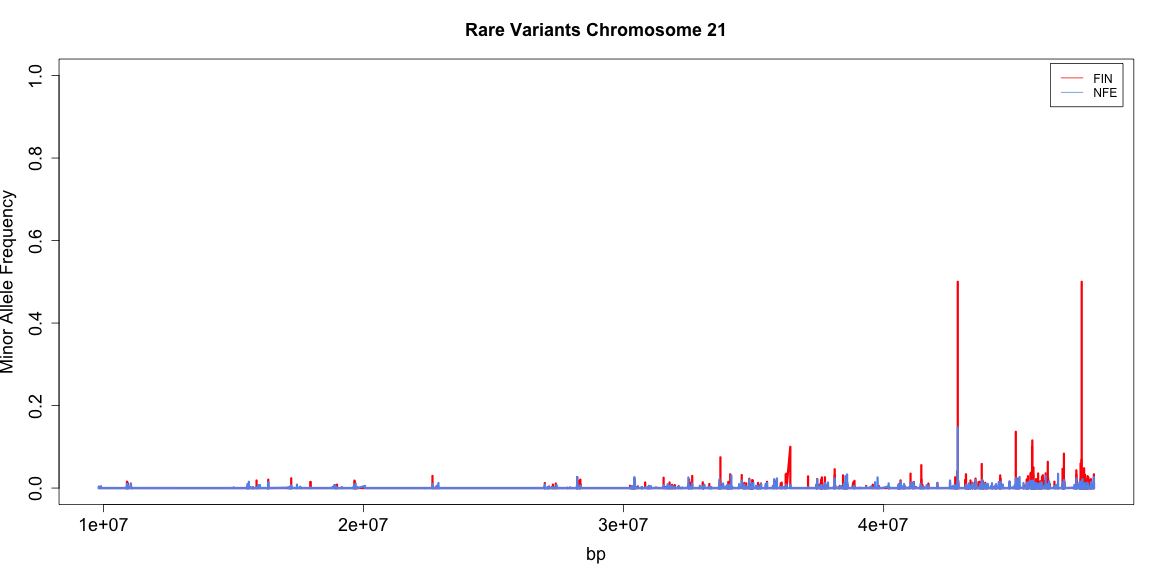 Rare Variants Chromosome 21
FIN
NFE
1.0
0.8
0.6
0.4
0.2
0.0
Minor Allele Frequency
1e+07
2e+07
3e+07
4e+07
bp